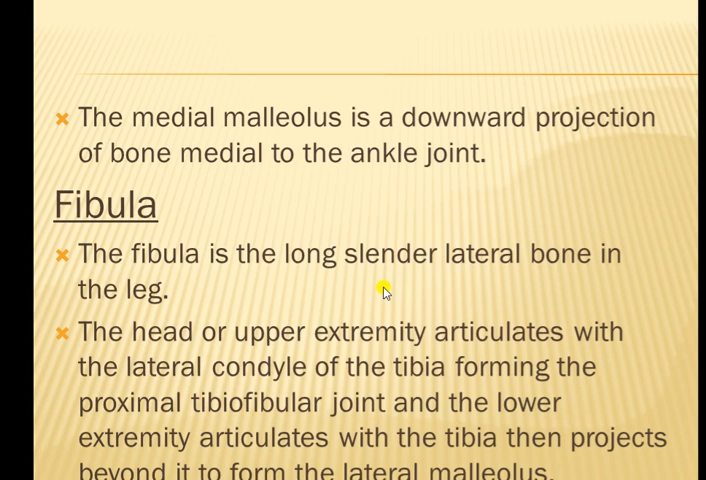 The medial malleolus is a downward projection
of bone medial to the ankle joint.
Fibula
The fibula is the long slender lateral bone in
the leg.
The head or upper extremity articulates with
the lateral condyle of the tibia forming the
proximal tibiofibular joint and the lower
extremity articulates with the tibia then projects
beyond it to form the lateral malleolus.